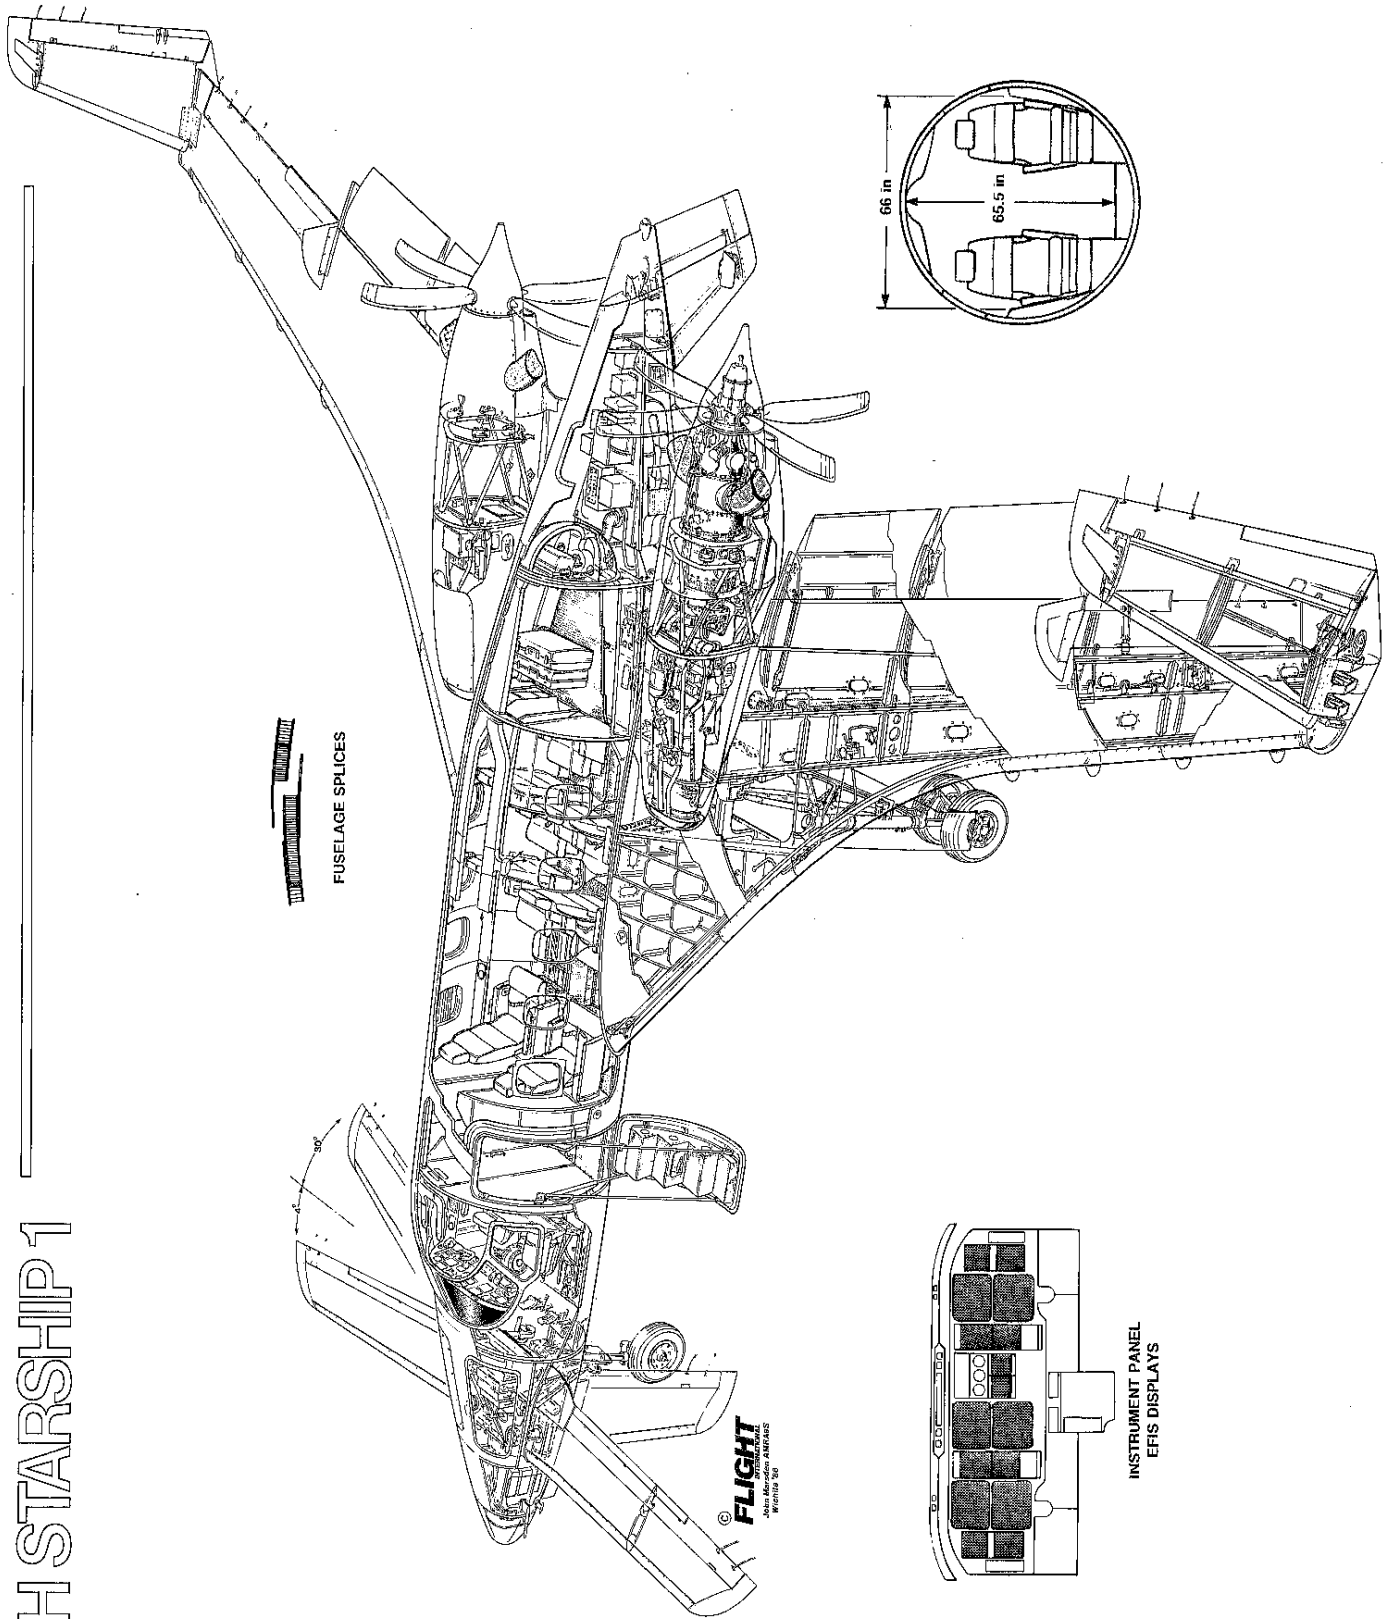 H STARSHIP 1
30°
4°
FUSELAGE SPLICES
66 in
65.5 in
©
FLIGHT
INTERNATIONAL
John Marsden AMRAeS
Wichita '88
INSTRUMENT PANEL
EFIS DISPLAYS